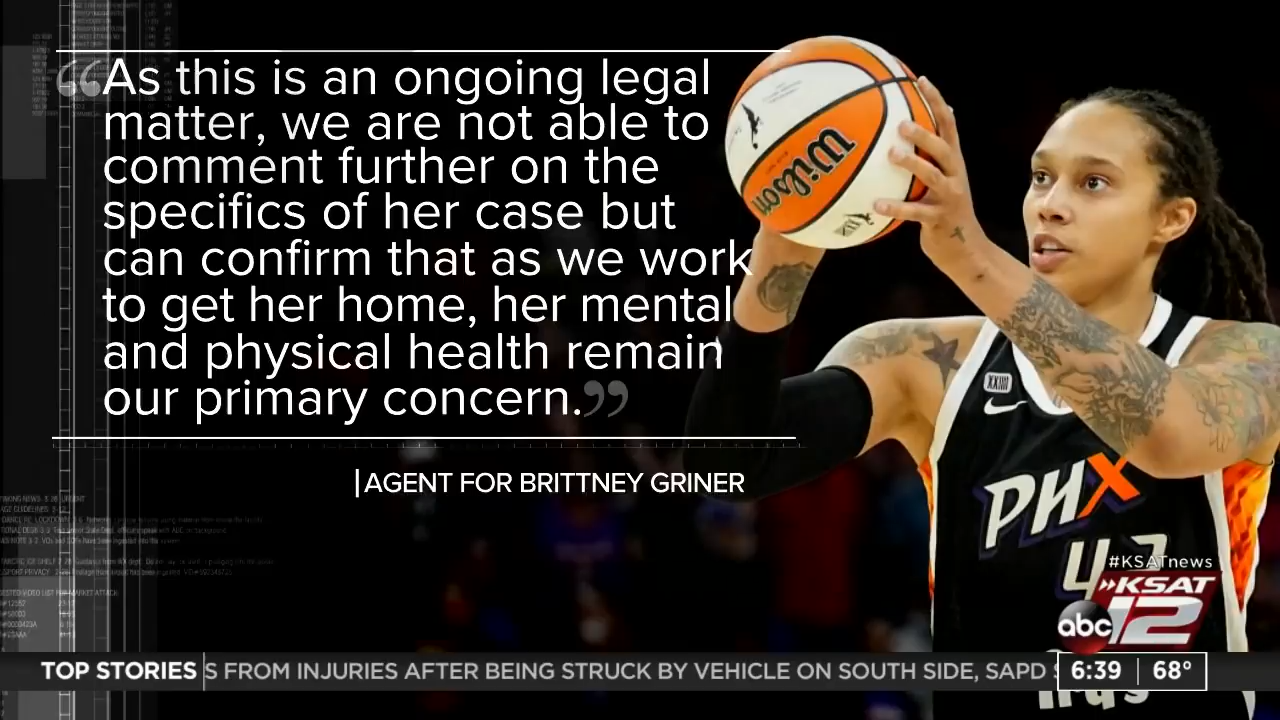 “As this is an ongoing legal
matter, we are not able to
comment further on the
specifics of her case but
can confirm that as we work
to get her home, her mental
and physical health remain
our primary concern.”
|AGENT FOR BRITTNEY GRINER
Wilson
XXIII
PHX
42
#KSATnews
»KSAT
abc 12
TOP STORIES S FROM INJURIES AFTER BEING STRUCK BY VEHICLE ON SOUTH SIDE, SAPD 6:39 68°